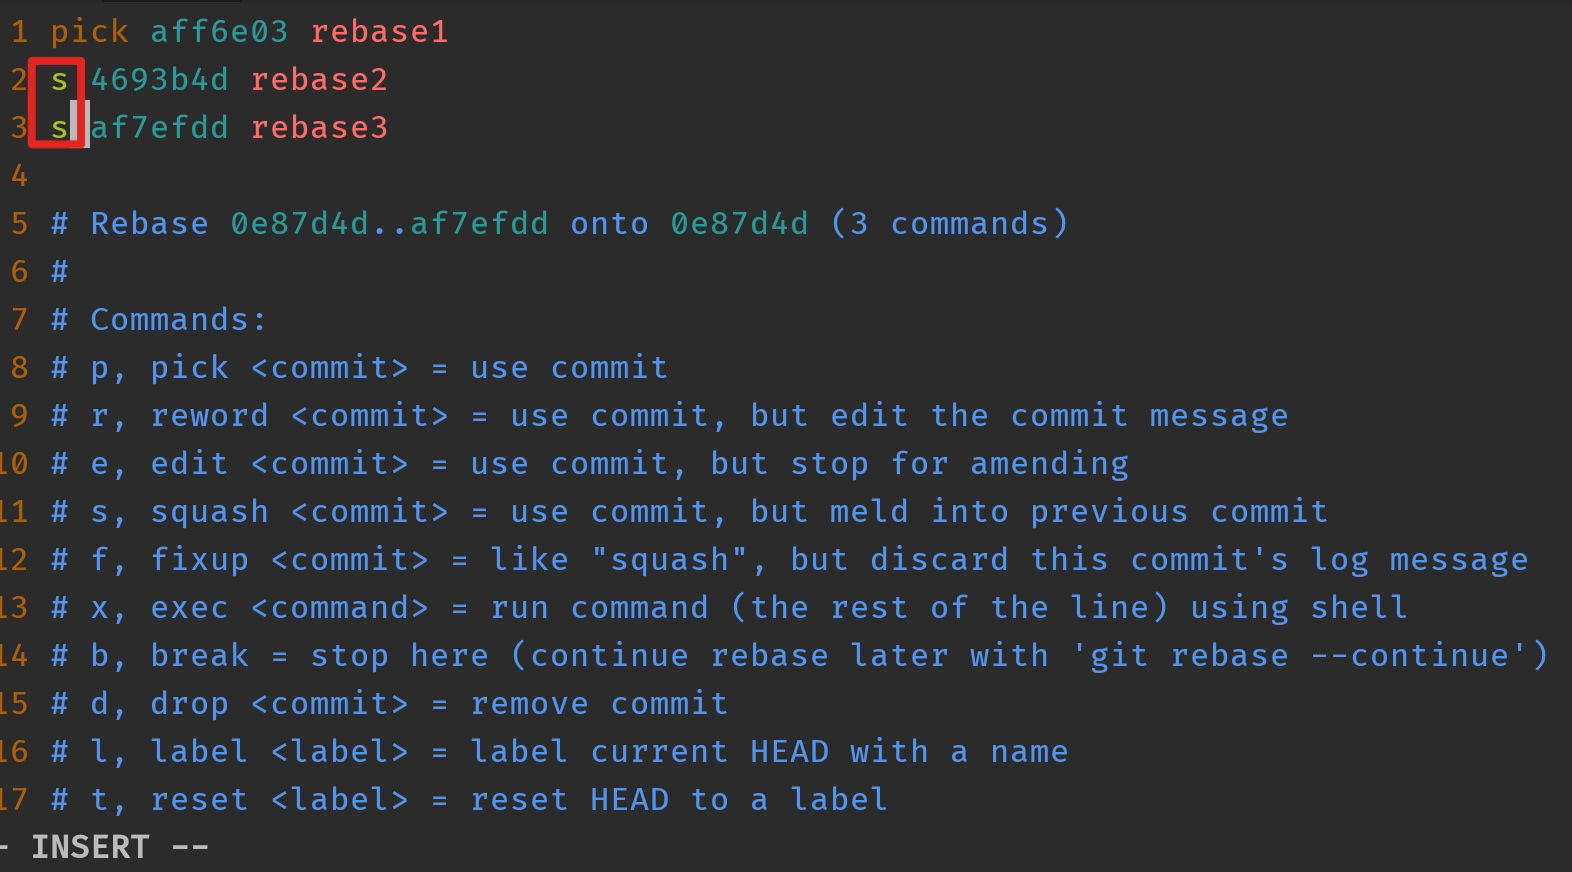 1 pick aff6e03 rebase1
2 s 4693b4d rebase2
3 s af7efdd rebase3
4
5 # Rebase 0e87d4d..af7efdd onto 0e87d4d (3 commands)
6 #
7 # Commands:
8 # p, pick <commit> = use commit
9 # r, reword <commit> = use commit, but edit the commit message
10 # e, edit <commit> = use commit, but stop for amending
11 # s, squash <commit> = use commit, but meld into previous commit
12 # f, fixup <commit> = like "squash", but discard this commit's log message
13 # x, exec <command> = run command (the rest of the line) using shell
14 # b, break = stop here (continue rebase later with 'git rebase --continue')
15 # d, drop <commit> = remove commit
16 # l, label <label> = label current HEAD with a name
17 # t, reset <label> = reset HEAD to a label
- INSERT --